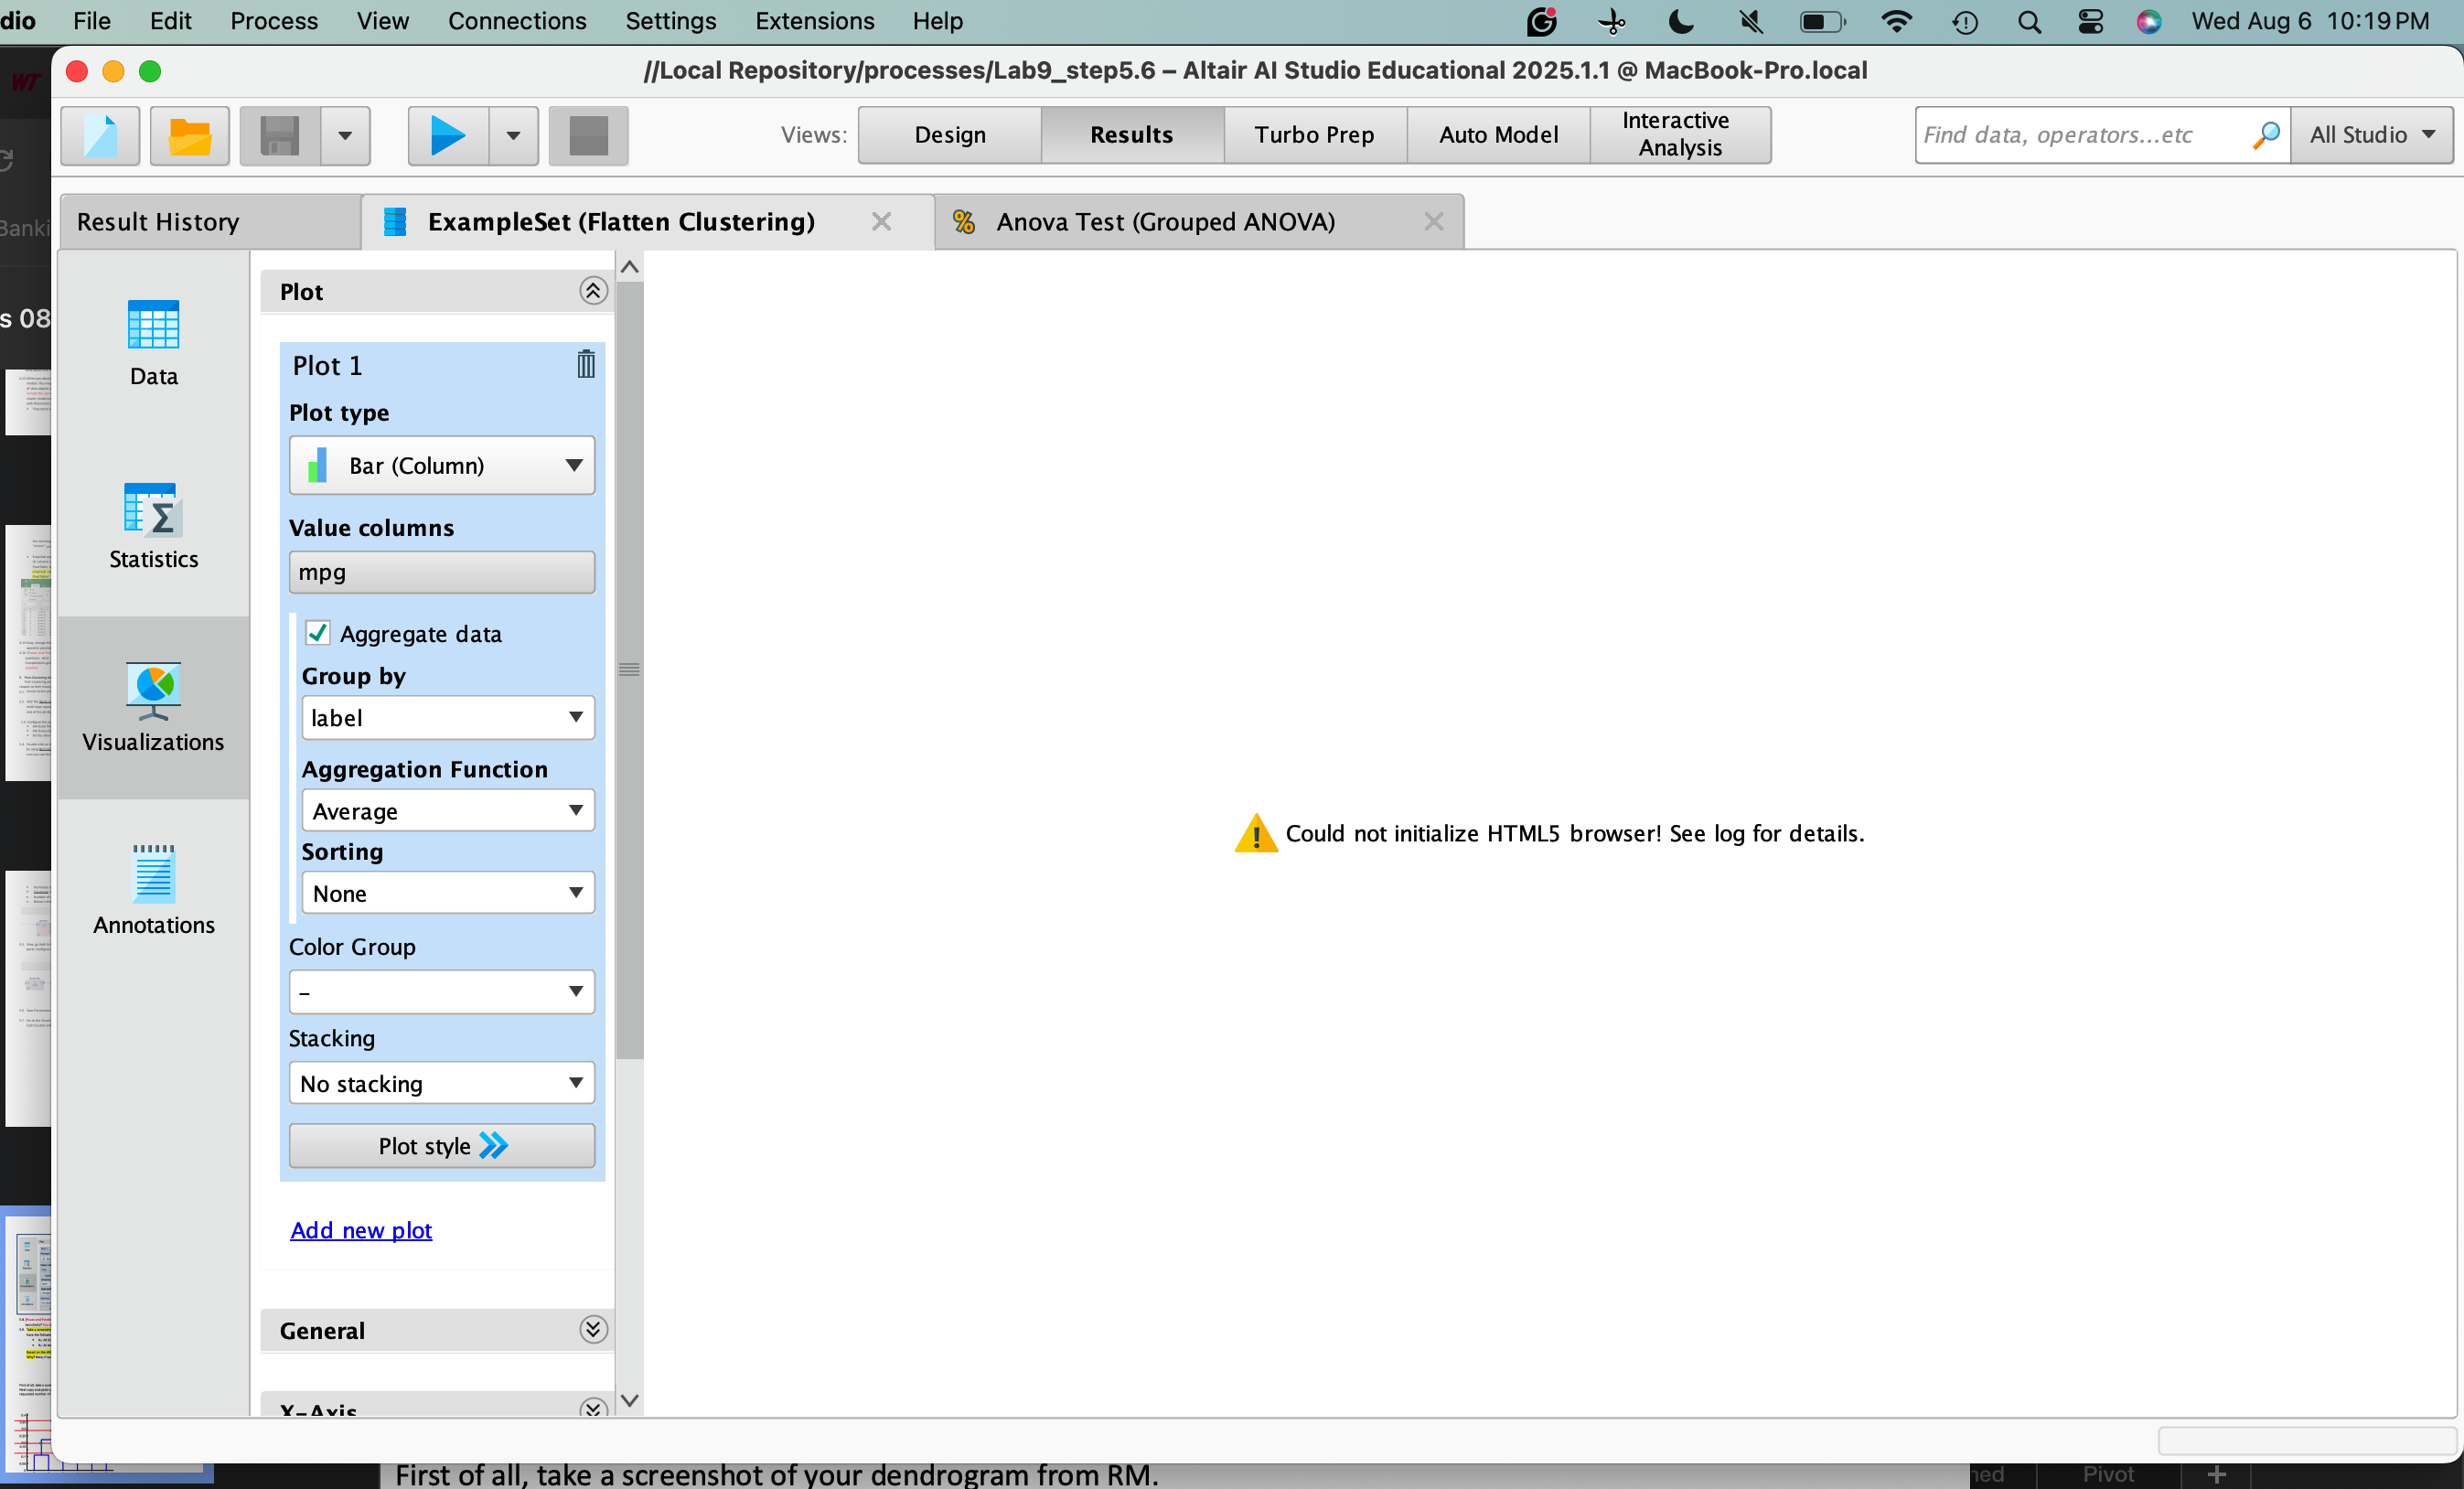 dio File Edit Process View Connections Settings Extensions Help Wed Aug 6 10:19 PM
//Local Repository/processes/Lab9_step5.6 – Altair AI Studio Educational 2025.1.1 @ MacBook-Pro.local
WT
Views: Design Results Turbo Prep Auto Model Interactive Analysis Find data, operators...etc All Studio
Result History ExampleSet (Flatten Clustering) Anova Test (Grouped ANOVA)
Banki
s 08
Data
Statistics
Visualizations
Annotations
Plot
Plot 1
Plot type
Bar (Column)
Value columns
mpg
Aggregate data
Group by
label
Aggregation Function
Average
Sorting
None
Color Group
–
Stacking
No stacking
Plot style
Add new plot
General
X-Axis
Could not initialize HTML5 browser! See log for details.
First of all, take a screenshot of your dendrogram from RM.
ned Pivot +